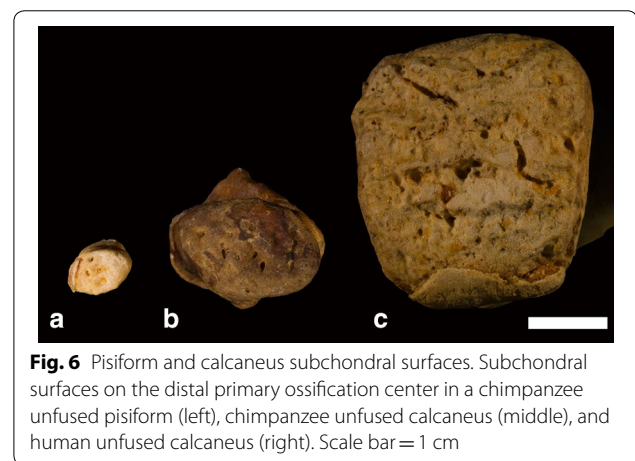 a b c
Fig. 6 Pisiform and calcaneus subchondral surfaces. Subchondral
surfaces on the distal primary ossification center in a chimpanzee
unfused pisiform (left), chimpanzee unfused calcaneus (middle), and
human unfused calcaneus (right). Scale bar = 1 cm